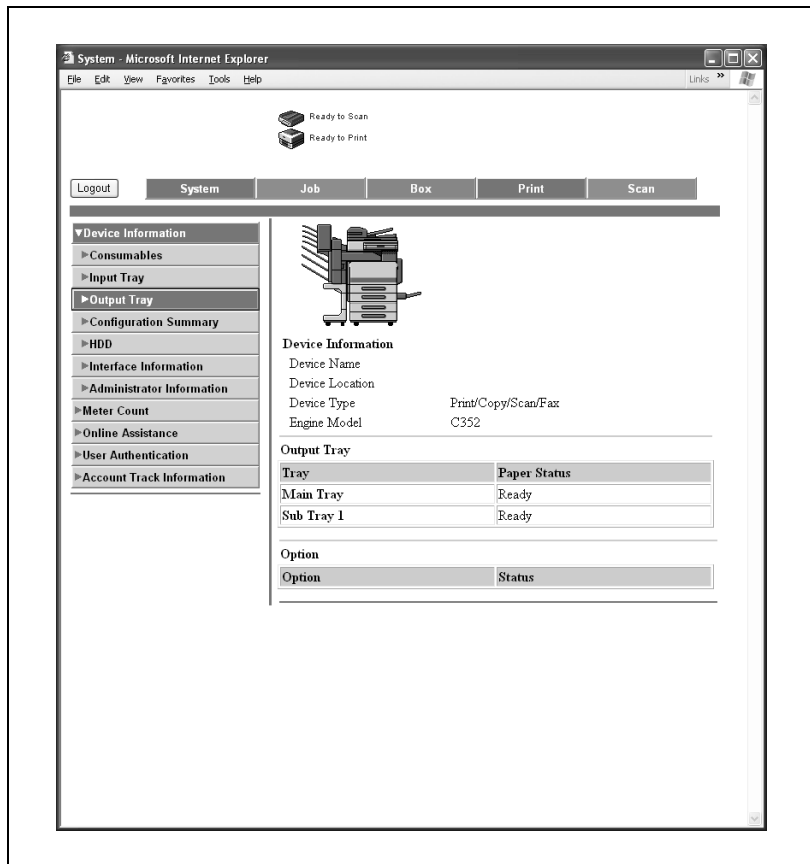 System - Microsoft Internet Explorer
File Edit View Favorites Tools Help Links »
Ready to Scan
Ready to Print
Logout System Job Box Print Scan
▼Device Information
▶Consumables
▶Input Tray
▶Output Tray
▶Configuration Summary
▶HDD
▶Interface Information
▶Administrator Information
▶Meter Count
▶Online Assistance
▶User Authentication
▶Account Track Information
Device Information
Device Name
Device Location
Device Type Print/Copy/Scan/Fax
Engine Model C352
Output Tray
Tray Paper Status
Main Tray Ready
Sub Tray 1 Ready
Option
Option Status